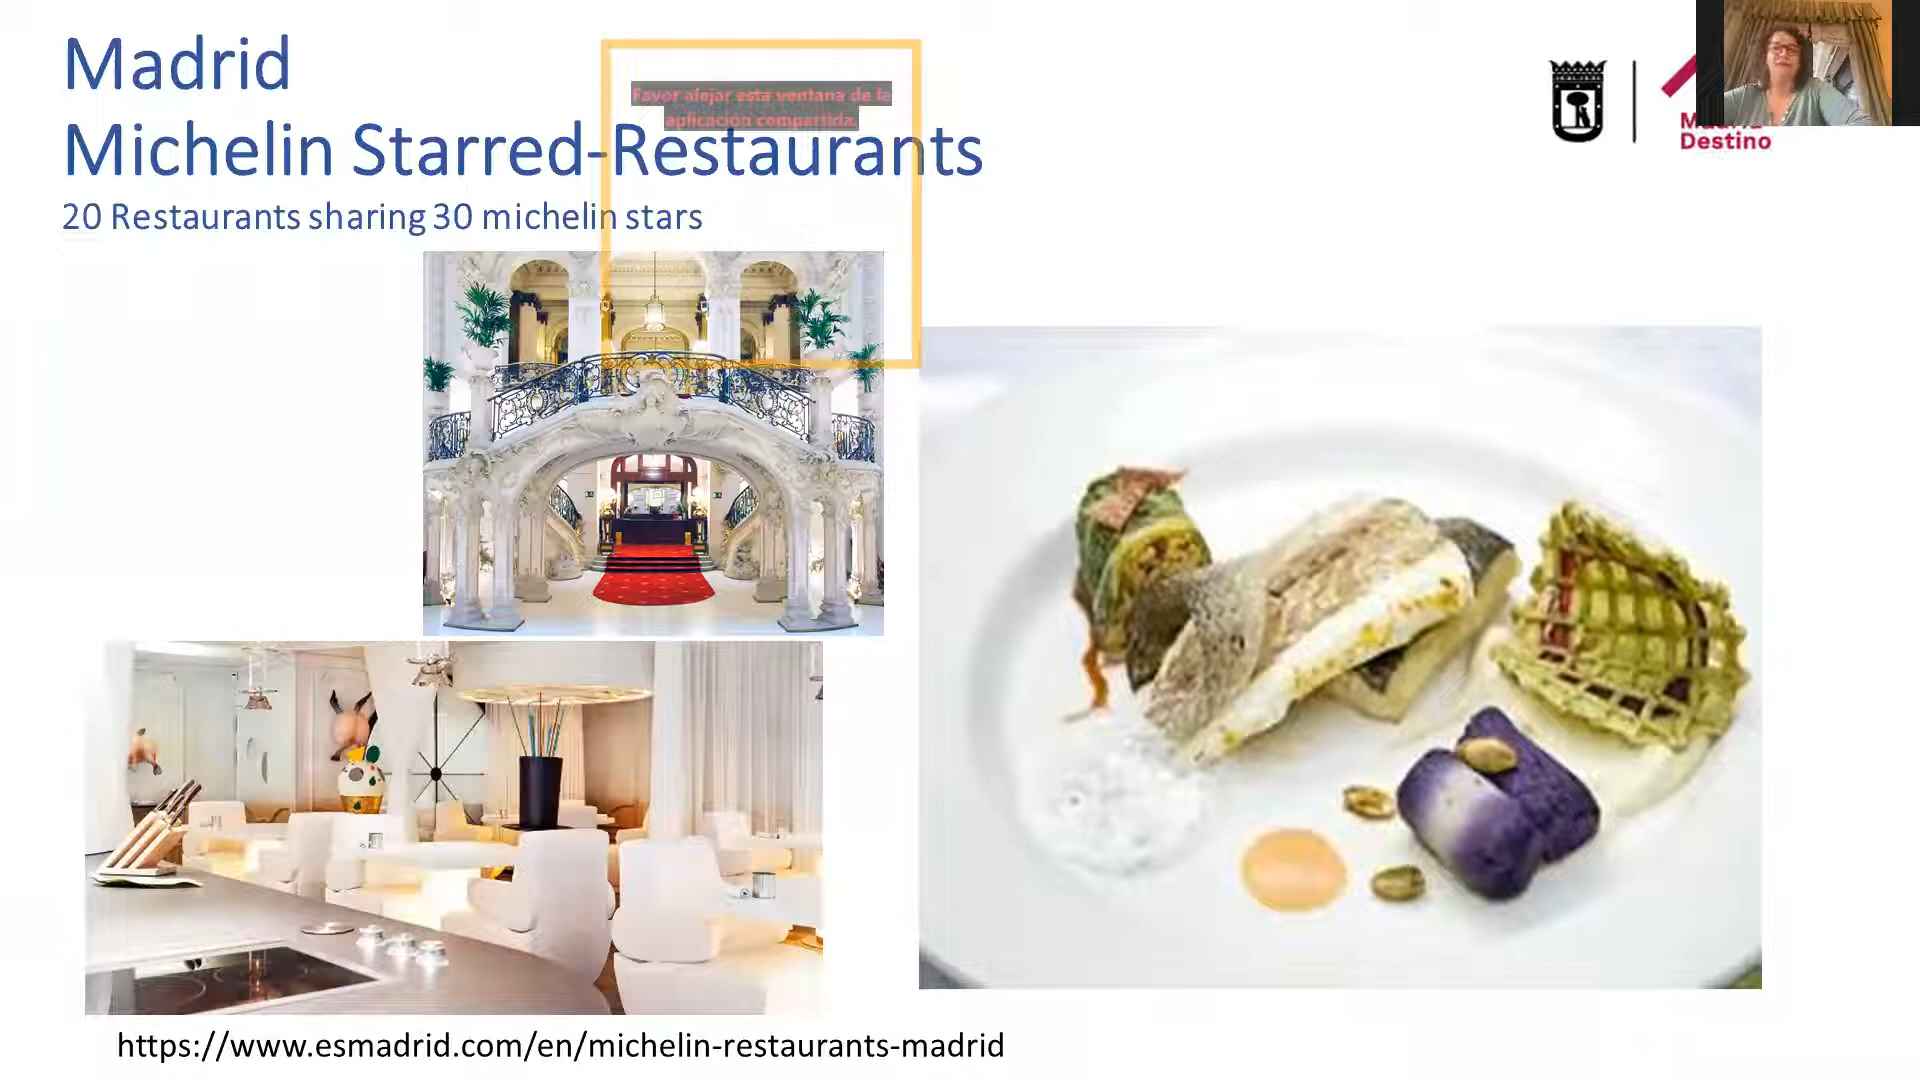 Madrid
Michelin Starred-Restaurants
20 Restaurants sharing 30 michelin stars
Favor alejar esta ventana de la
aplicación compartida.
Destino
https://www.esmadrid.com/en/michelin-restaurants-madrid